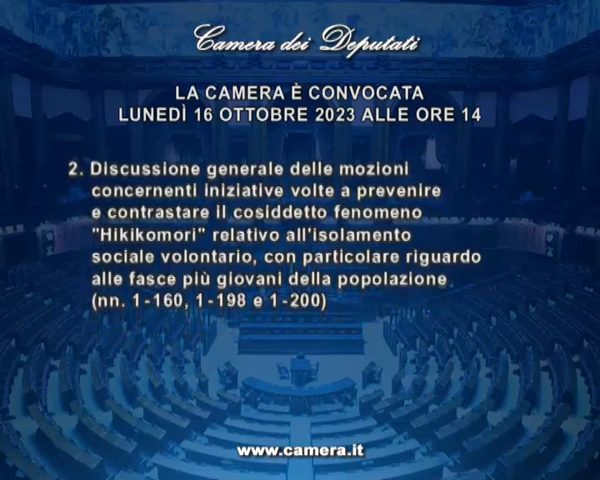 Camera dei Deputati
LA CAMERA È CONVOCATA
LUNEDÌ 16 OTTOBRE 2023 ALLE ORE 14
2. Discussione generale delle mozioni
concernenti iniziative volte a prevenire
e contrastare il cosiddetto fenomeno
"Hikikomori" relativo all'isolamento
sociale volontario, con particolare riguardo
alle fasce più giovani della popolazione
(nn. 1-160, 1-198 e 1-200)
www.camera.it